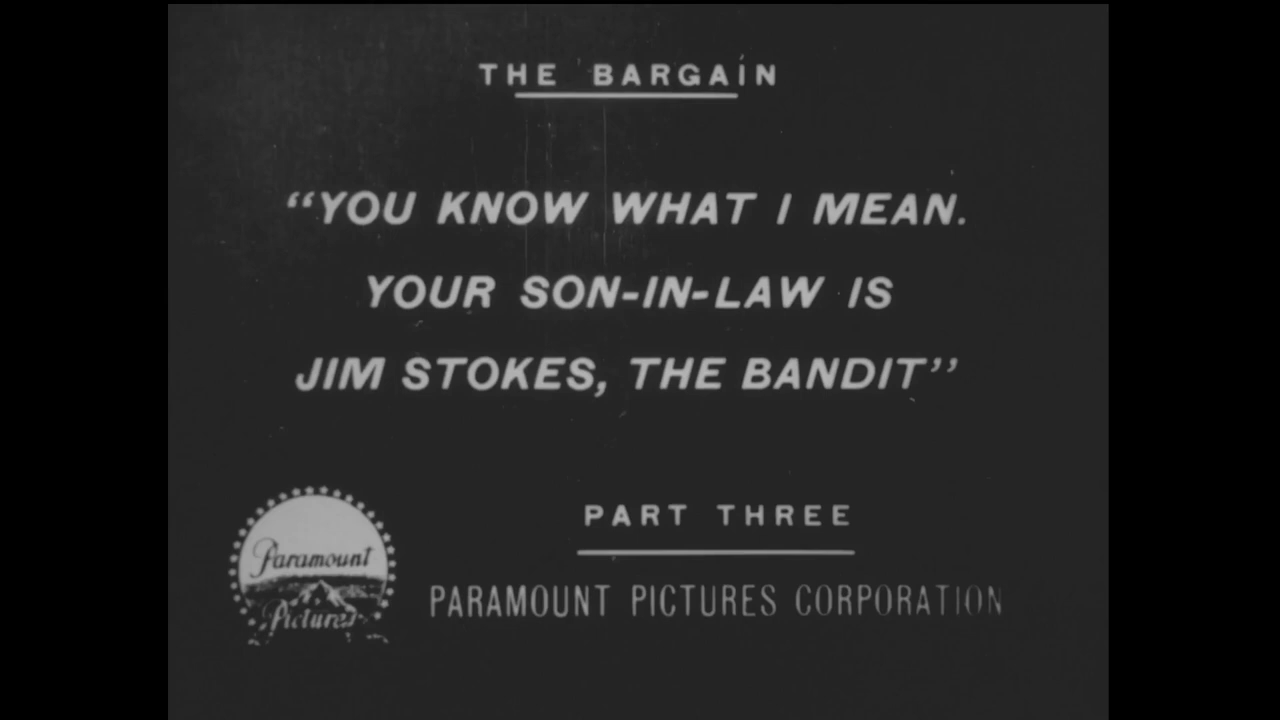 THE BARGAIN
“YOU KNOW WHAT I MEAN.
YOUR SON-IN-LAW IS
JIM STOKES, THE BANDIT”
PART THREE
PARAMOUNT PICTURES CORPORATION
Paramount
Pictures